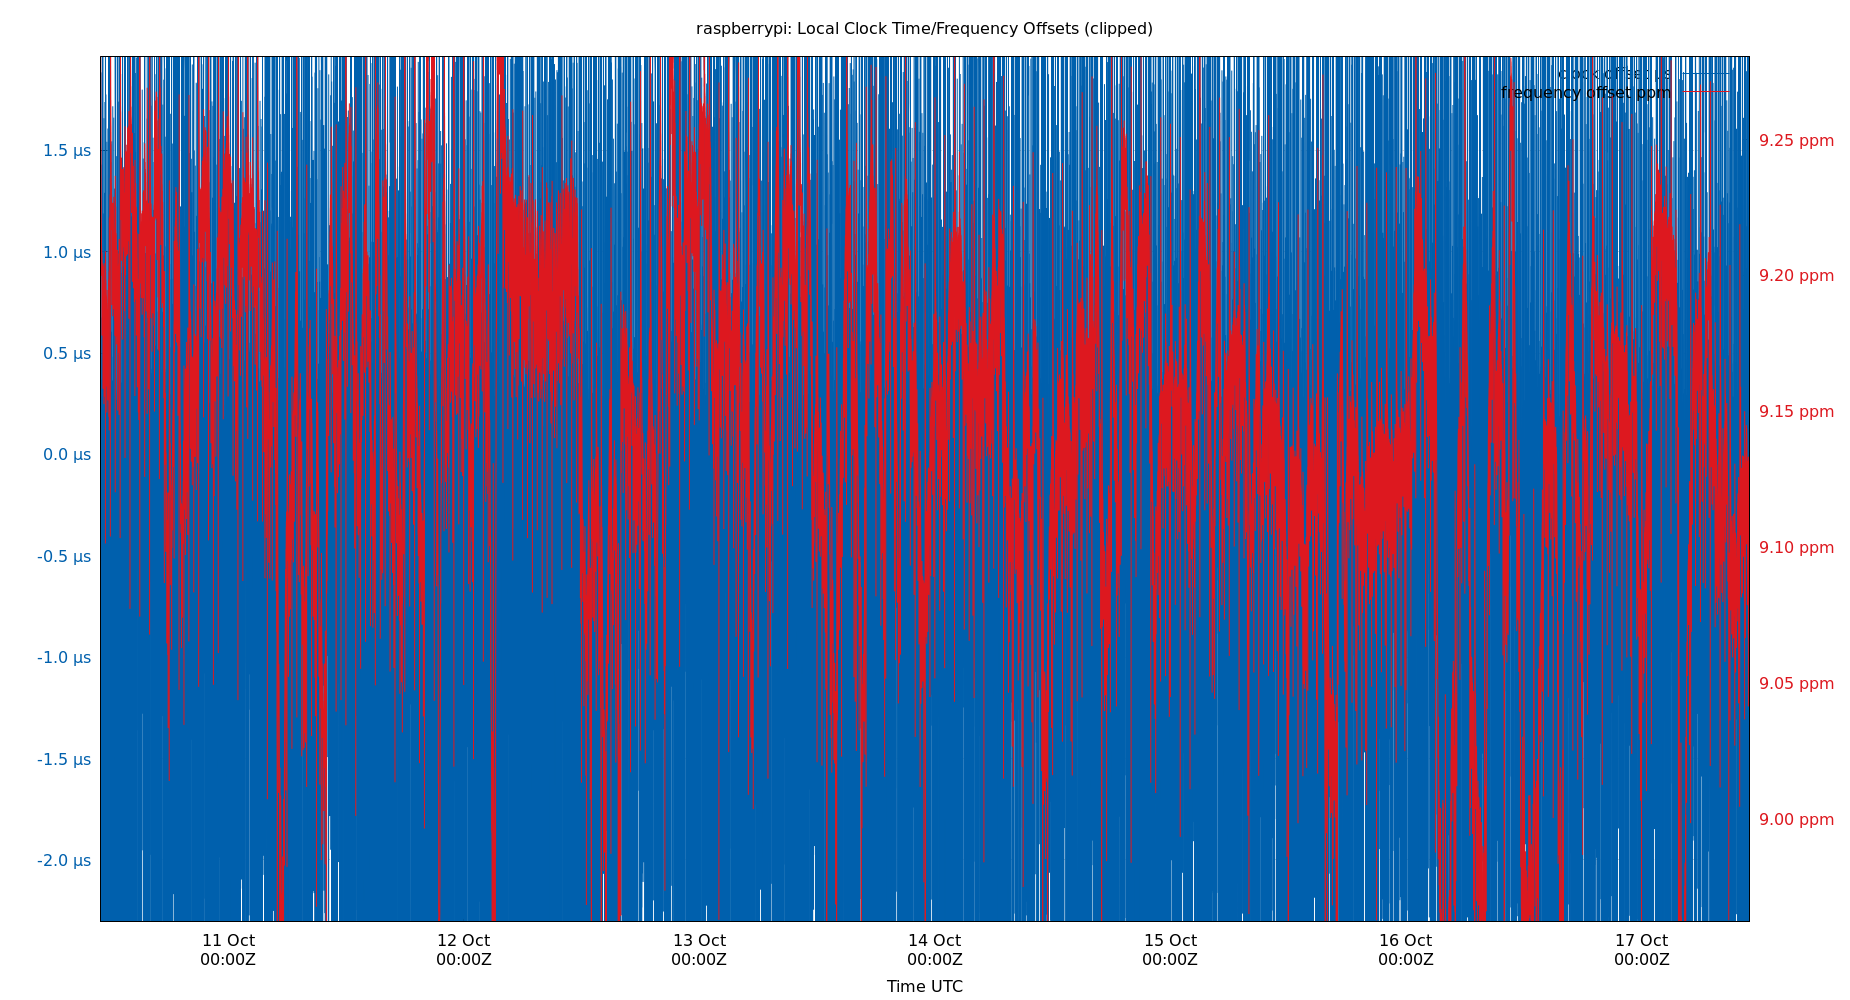 raspberrypi: Local Clock Time/Frequency Offsets (clipped)
clock offset µs
frequency offset ppm
1.5 µs
1.0 µs
0.5 µs
0.0 µs
-0.5 µs
-1.0 µs
-1.5 µs
-2.0 µs
9.25 ppm
9.20 ppm
9.15 ppm
9.10 ppm
9.05 ppm
9.00 ppm
11 Oct 12 Oct 13 Oct 14 Oct 15 Oct 16 Oct 17 Oct
00:00Z 00:00Z 00:00Z 00:00Z 00:00Z 00:00Z 00:00Z
Time UTC